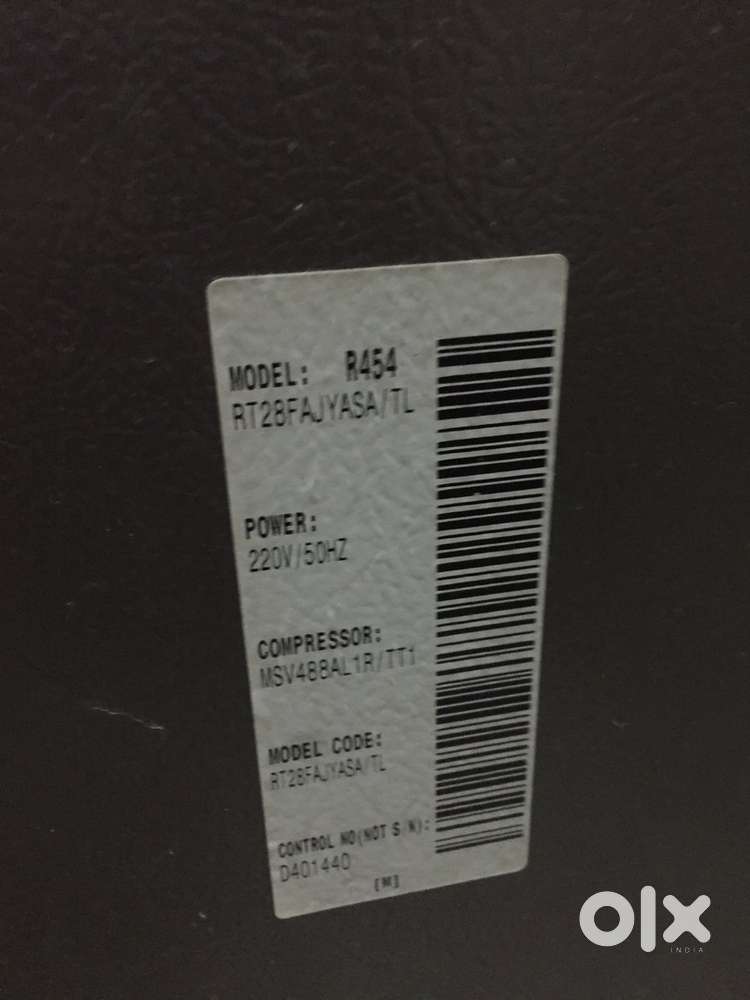 MODEL: R454
RT28FAJYASA/TL
POWER:
220V/50HZ
COMPRESSOR:
MSV488AL1R/TT1
MODEL CODE:
RT28FAJYASA/TL
CONTROL NO(NOT S/N):
D401440
[M]
olx
INDIA